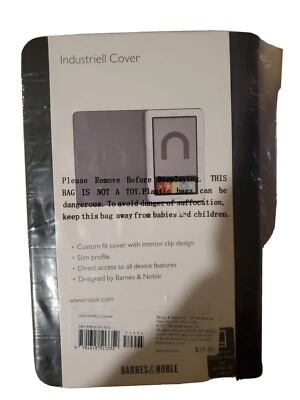 Industriell Cover
n
Please Remove Before Displaying. THIS
BAG IS NOT A TOY.Plastic bags can be
dangerous. To avoid danger of suffocation,
keep this bag away from babies and children.
• Custom fit cover with interior clip design
• Slim profile
• Direct access to all device features
• Designed by Barnes & Noble
www.nook.com
BARNES&NOBLE